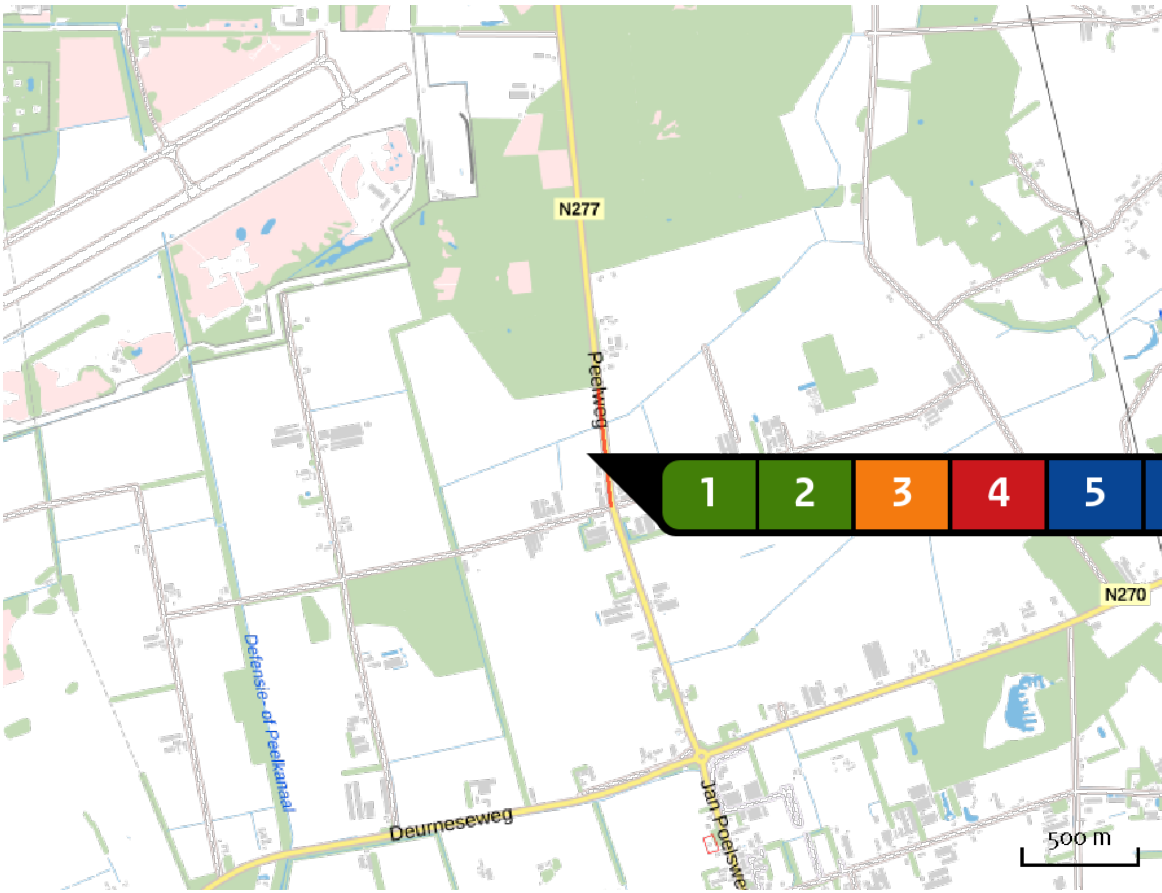 N277
Peelweg
1 2 3 4 5
N270
Defensie- of Peelkanaal
Deurneseweg
Jan Poelsweg
500 m